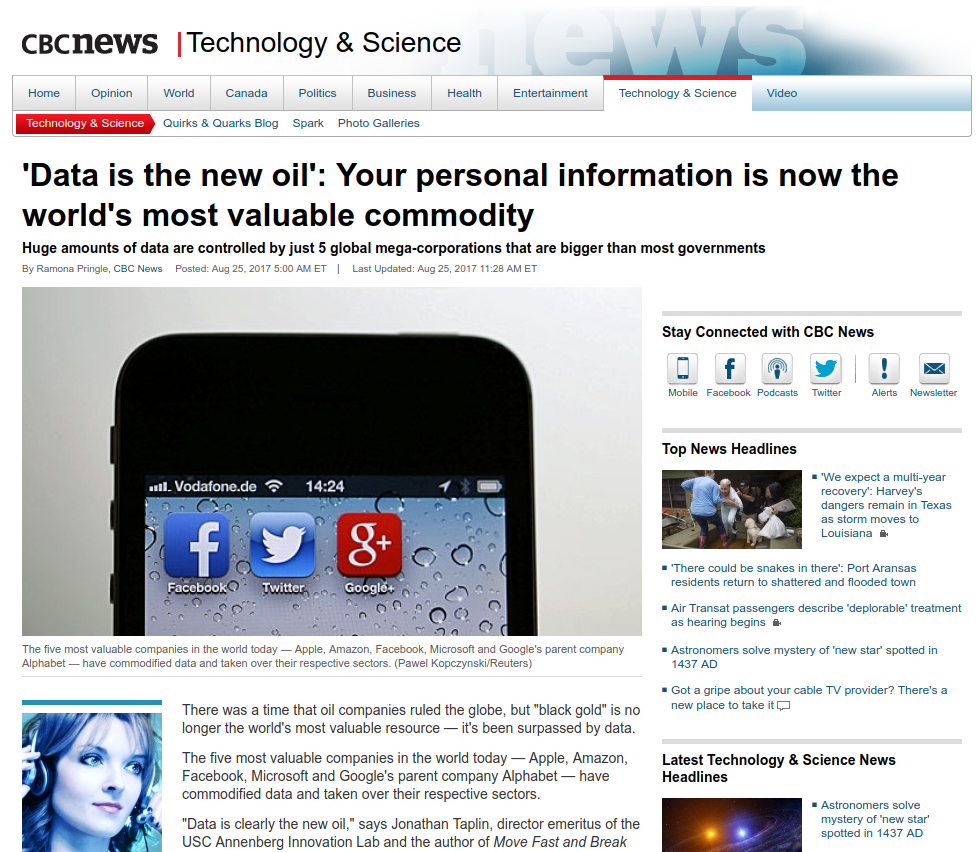 CBCnews | Technology & Science
news
Home Opinion World Canada Politics Business Health Entertainment Technology & Science Video
Technology & Science Quirks & Quarks Blog Spark Photo Galleries
'Data is the new oil': Your personal information is now the
world's most valuable commodity
Huge amounts of data are controlled by just 5 global mega-corporations that are bigger than most governments
By Ramona Pringle, CBC News Posted: Aug 25, 2017 5:00 AM ET | Last Updated: Aug 25, 2017 11:28 AM ET
Vodafone.de 14:24
f g+
Facebook Twitter Google+
The five most valuable companies in the world today — Apple, Amazon, Facebook, Microsoft and Google's parent company
Alphabet — have commodified data and taken over their respective sectors. (Pawel Kopczynski/Reuters)
There was a time that oil companies ruled the globe, but "black gold" is no
longer the world's most valuable resource — it's been surpassed by data.
The five most valuable companies in the world today — Apple, Amazon,
Facebook, Microsoft and Google's parent company Alphabet — have
commodified data and taken over their respective sectors.
"Data is clearly the new oil," says Jonathan Taplin, director emeritus of the
USC Annenberg Innovation Lab and the author of Move Fast and Break
Stay Connected with CBC News
Mobile Facebook Podcasts Twitter Alerts Newsletter
Top News Headlines
'We expect a multi-year
recovery': Harvey's
dangers remain in Texas
as storm moves to
Louisiana
'There could be snakes in there': Port Aransas
residents return to shattered and flooded town
Air Transat passengers describe 'deplorable' treatment
as hearing begins
Astronomers solve mystery of 'new star' spotted in
1437 AD
Got a gripe about your cable TV provider? There's a
new place to take it
Latest Technology & Science News
Headlines
Astronomers solve
mystery of 'new star'
spotted in 1437 AD